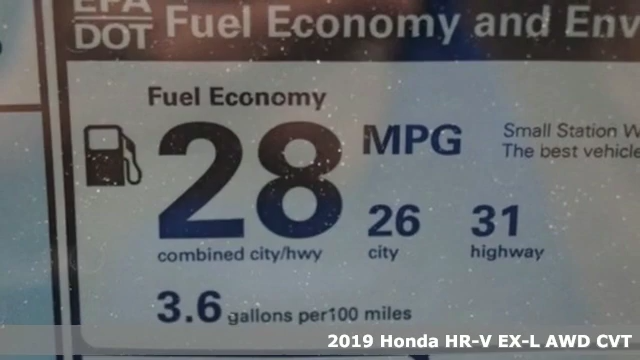 EPA
DOT Fuel Economy and Env
Fuel Economy
28 MPG
combined city/hwy
26 city
31 highway
Small Station W
The best vehicle
3.6 gallons per100 miles
2019 Honda HR-V EX-L AWD CVT